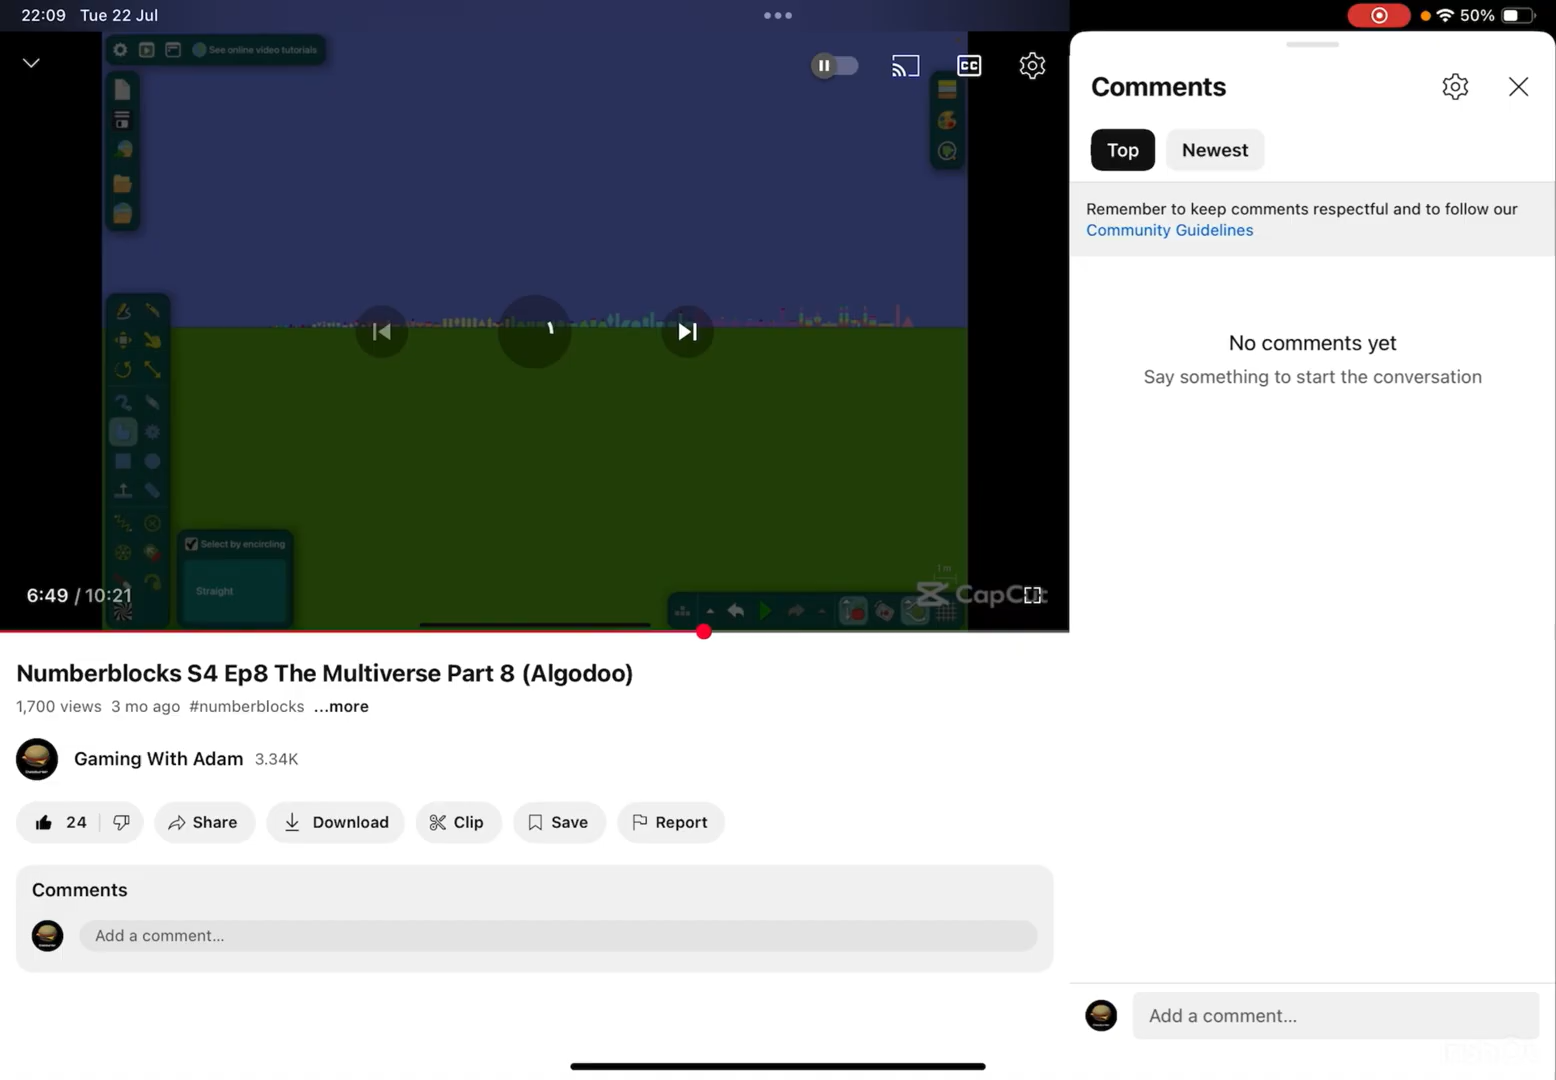 22:09 Tue 22 Jul
50%
See online video tutorials
CC
Select by encircling
Straight
1 m
CapCut
6:49 / 10:21
Numberblocks S4 Ep8 The Multiverse Part 8 (Algodoo)
1,700 views 3 mo ago #numberblocks ...more
Gaming With Adam 3.34K
24
Share
Download
Clip
Save
Report
Comments
Add a comment...
Comments
Top
Newest
Remember to keep comments respectful and to follow our
Community Guidelines
No comments yet
Say something to start the conversation
Add a comment...